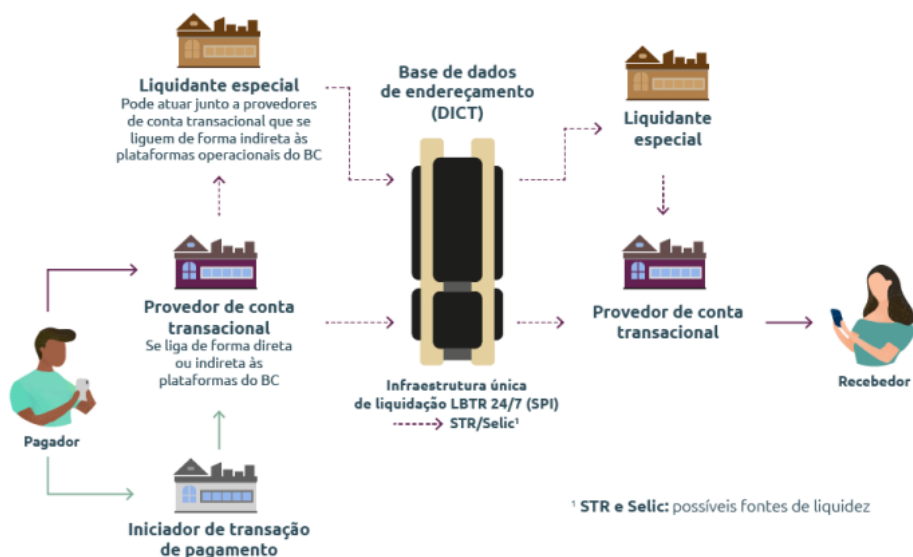 Liquidante especial
Pode atuar junto a provedores
de conta transacional que se
liguem de forma indireta às
plataformas operacionais do BC
Base de dados
de endereçamento
(DICT)
Liquidante
especial
Provedor de conta
transacional
Se liga de forma direta
ou indireta às
plataformas do BC
Provedor de conta
transacional
Pagador
Recebedor
Infraestrutura única
de liquidação LBTR 24/7 (SPI)
STR/Selic¹
Iniciador de transação
de pagamento
¹ STR e Selic: possíveis fontes de liquidez